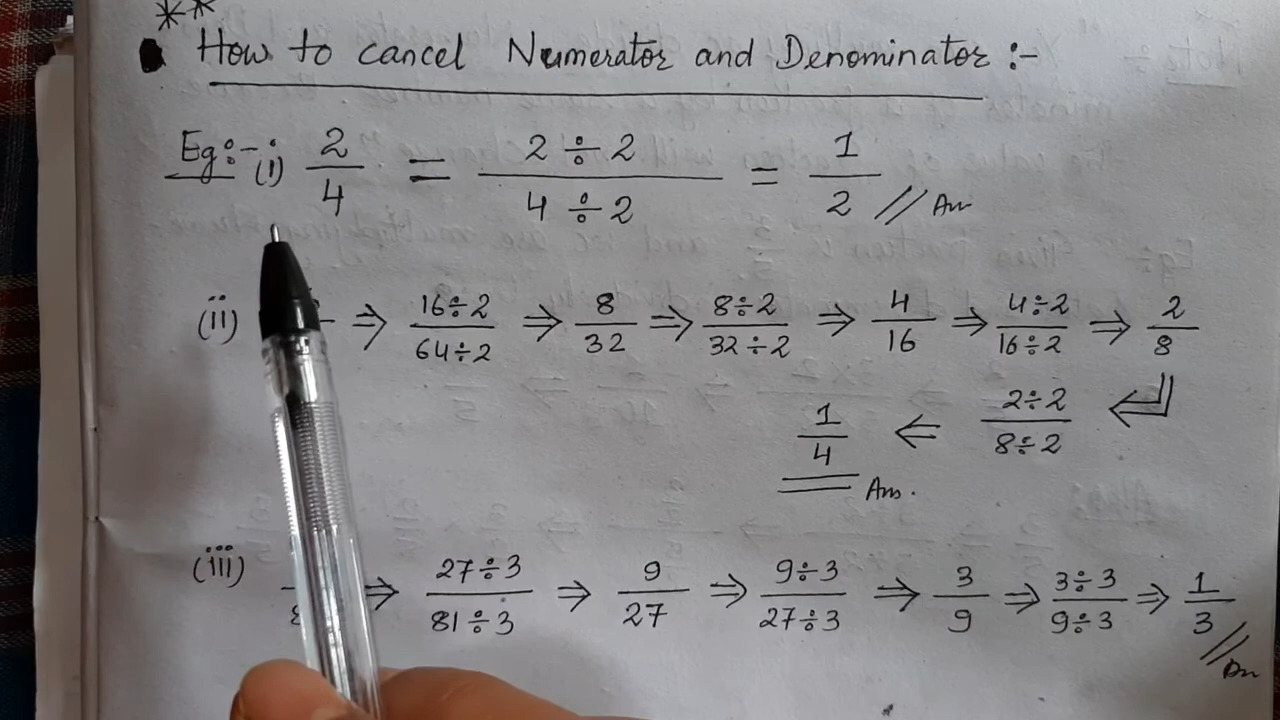 **
• How to cancel Numerator and Denominator :-
Eg:- (i) 2/4 = 2÷2/4÷2 = 1/2 // Ans
(ii) ⇒ 16÷2/64÷2 ⇒ 8/32 ⇒ 8÷2/32÷2 ⇒ 4/16 ⇒ 4÷2/16÷2 ⇒ 2/8
1/4 ⇐ 2÷2/8÷2 ⇐
Ans.
(iii) ⇒ 27÷3/81÷3 ⇒ 9/27 ⇒ 9÷3/27÷3 ⇒ 3/9 ⇒ 3÷3/9÷3 ⇒ 1/3 //
Ans